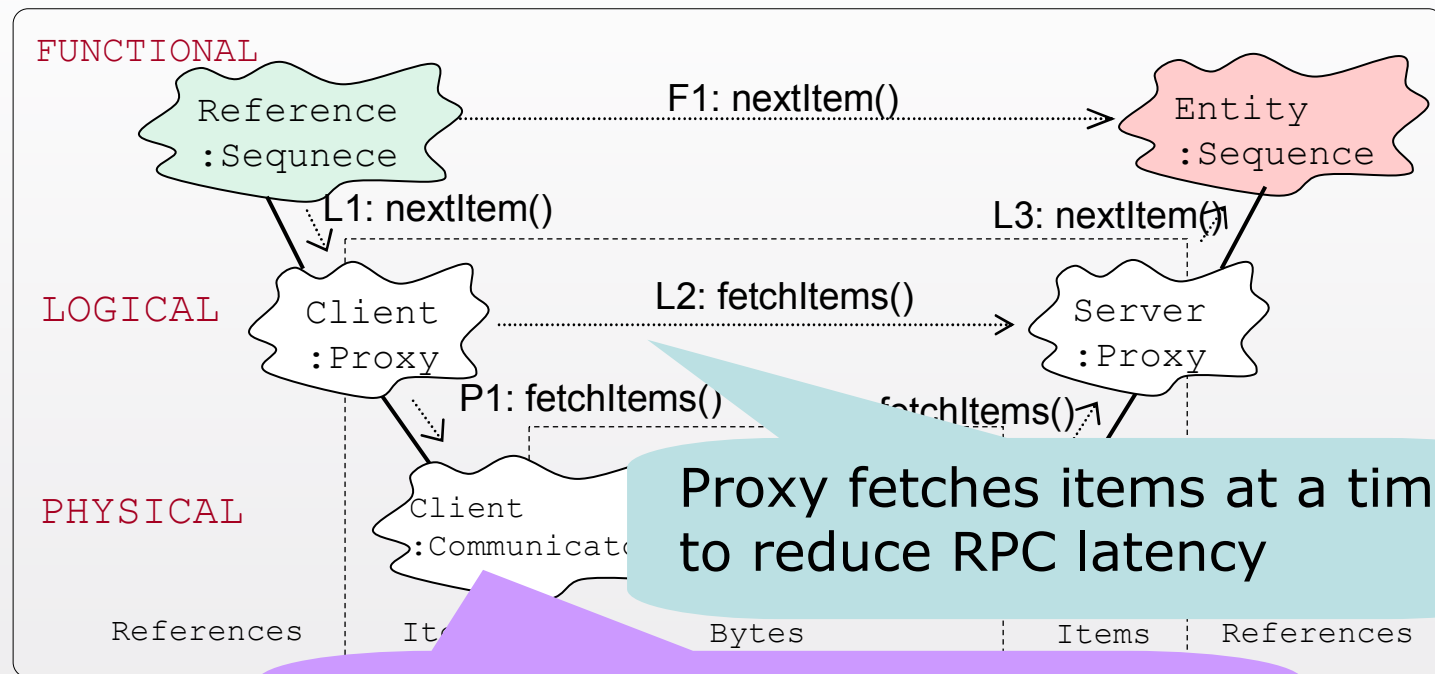 FUNCTIONAL
Reference
:Sequnece
F1: nextItem()
Entity
:Sequence
L1: nextItem()
L3: nextItem()
LOGICAL
Client
:Proxy
L2: fetchItems()
Server
:Proxy
P1: fetchItems()
fetchItems()
PHYSICAL
Client
:Communicato
Proxy fetches items at a tim
to reduce RPC latency
References
Bytes
Items
References